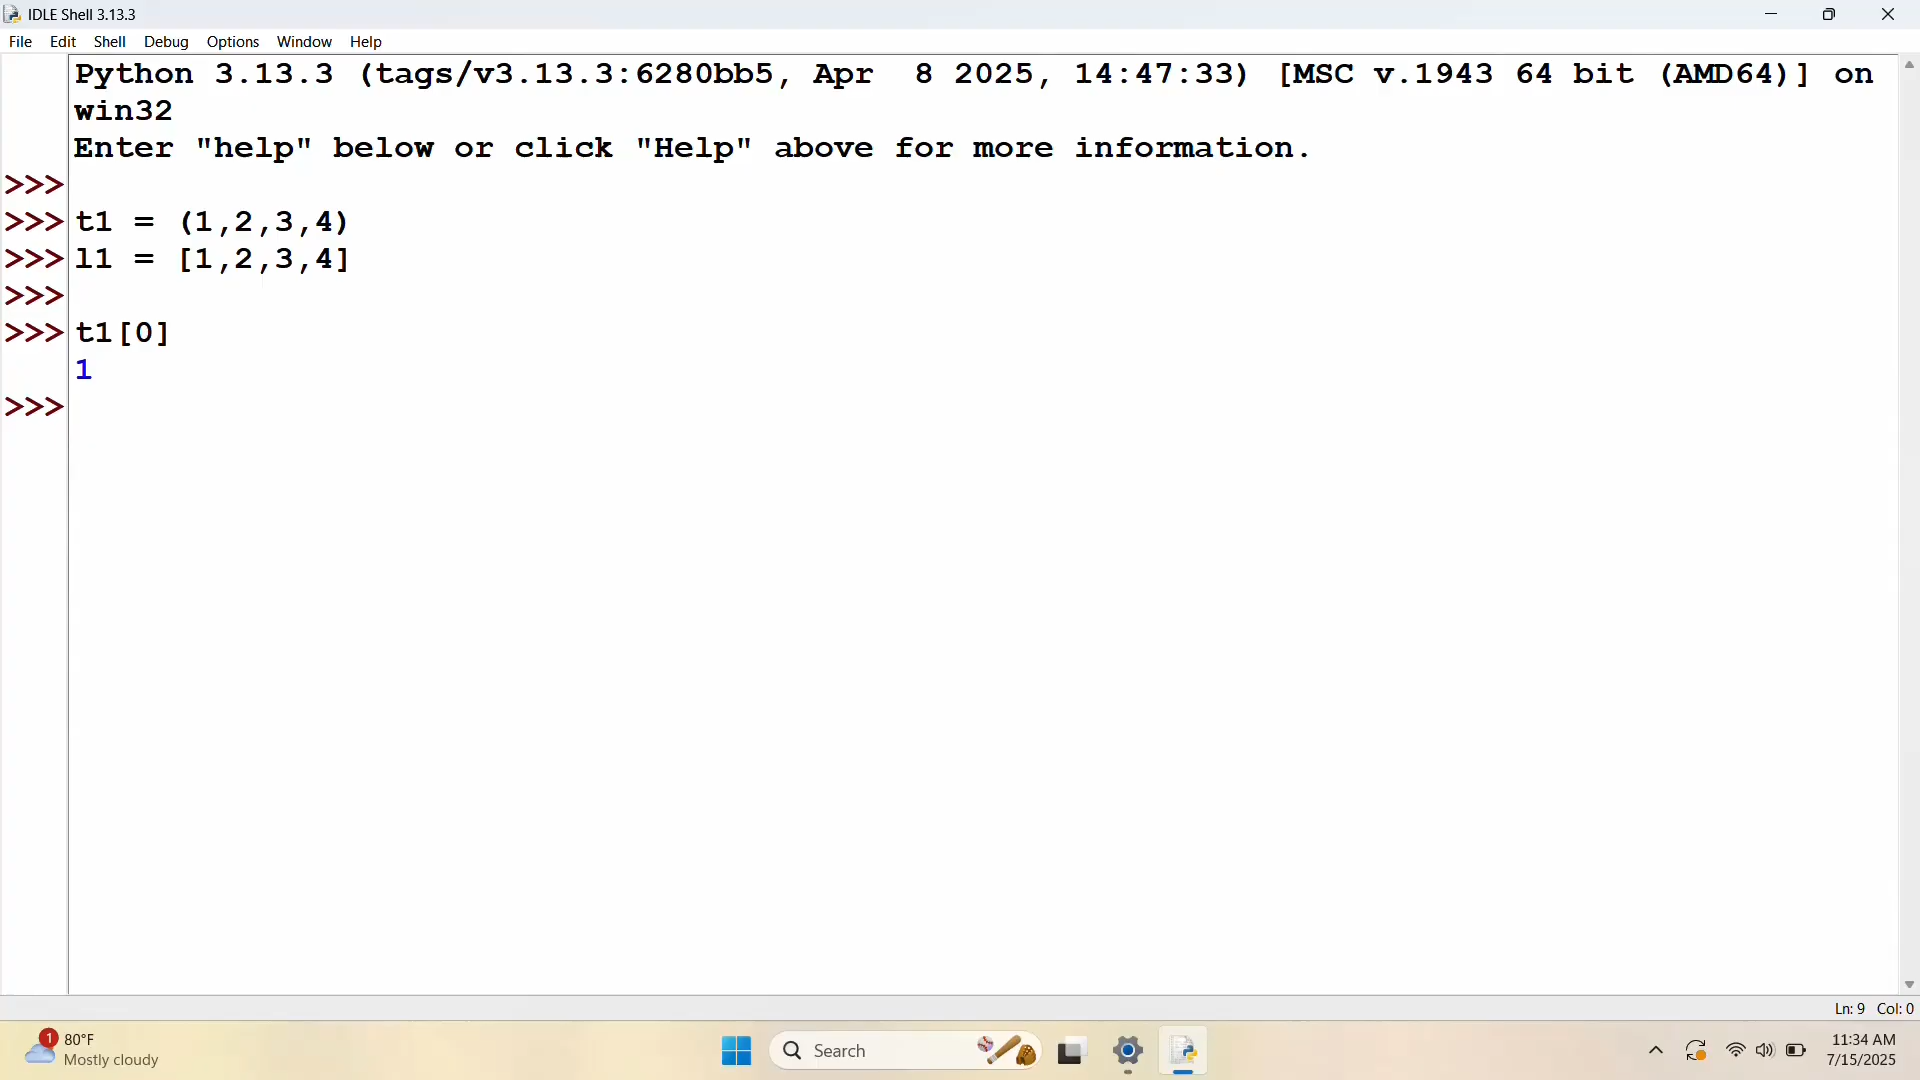 IDLE Shell 3.13.3
File Edit Shell Debug Options Window Help
Python 3.13.3 (tags/v3.13.3:6280bb5, Apr  8 2025, 14:47:33) [MSC v.1943 64 bit (AMD64)] on
win32
Enter "help" below or click "Help" above for more information.
>>>
>>> t1 = (1,2,3,4)
>>> l1 = [1,2,3,4]
>>>
>>> t1[0]
1
>>>
Ln: 9 Col: 0
1
80°F
Mostly cloudy
Search
11:34 AM
7/15/2025